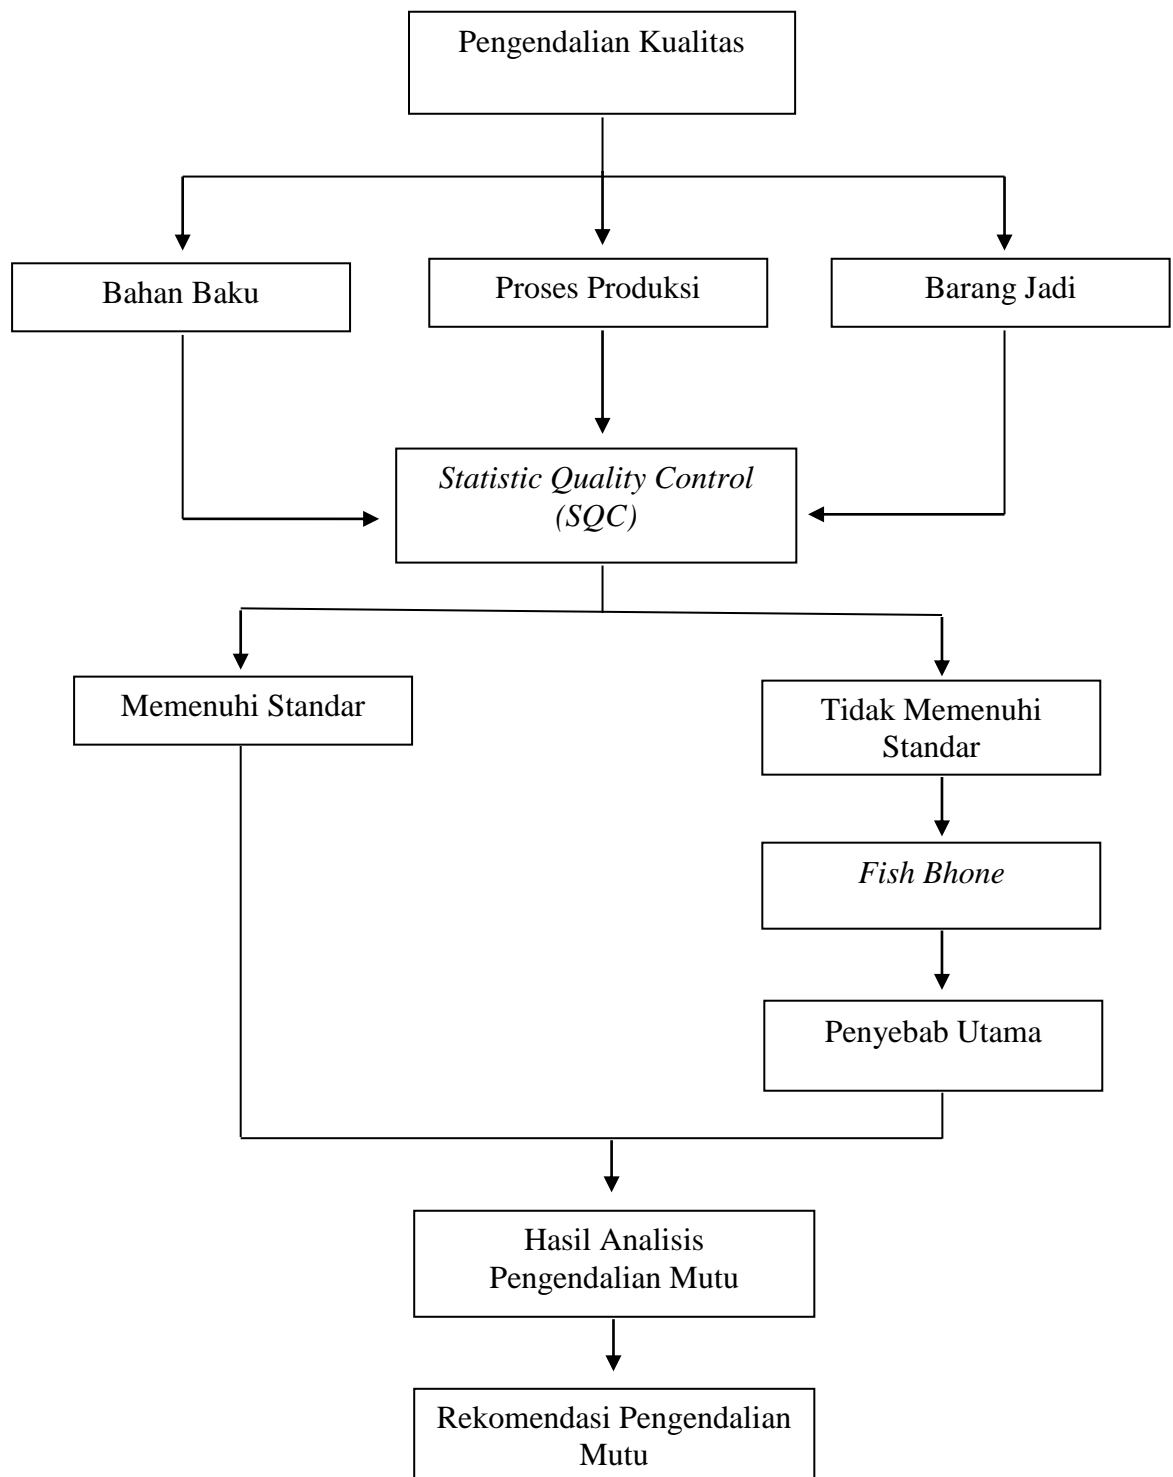 Pengendalian Kualitas
Bahan Baku
Proses Produksi
Barang Jadi
Statistic Quality Control
(SQC)
Memenuhi Standar
Tidak Memenuhi
Standar
Fish Bhone
Penyebab Utama
Hasil Analisis
Pengendalian Mutu
Rekomendasi Pengendalian
Mutu